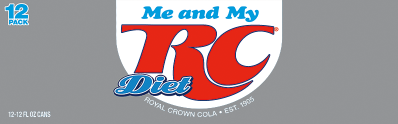 12
PACK
Me and My
RC®
Diet
ROYAL CROWN COLA • EST. 1905
12-12 FL OZ CANS